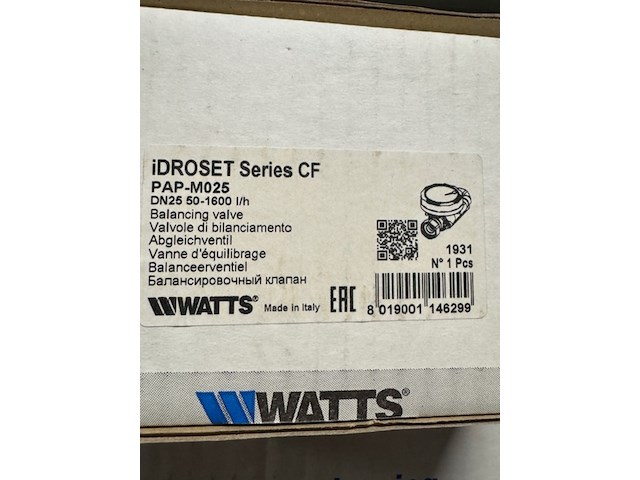 iDROSET Series CF
PAP-M025
DN25 50-1600 l/h
Balancing valve
Valvole di bilanciamento
Abgleichventil
Vanne d'équilibrage
Balanceerventiel
Балансировочный клапан
1931
N° 1 Pcs
WATTS®
Made in Italy
EAC
8 019001 146299
WATTS®